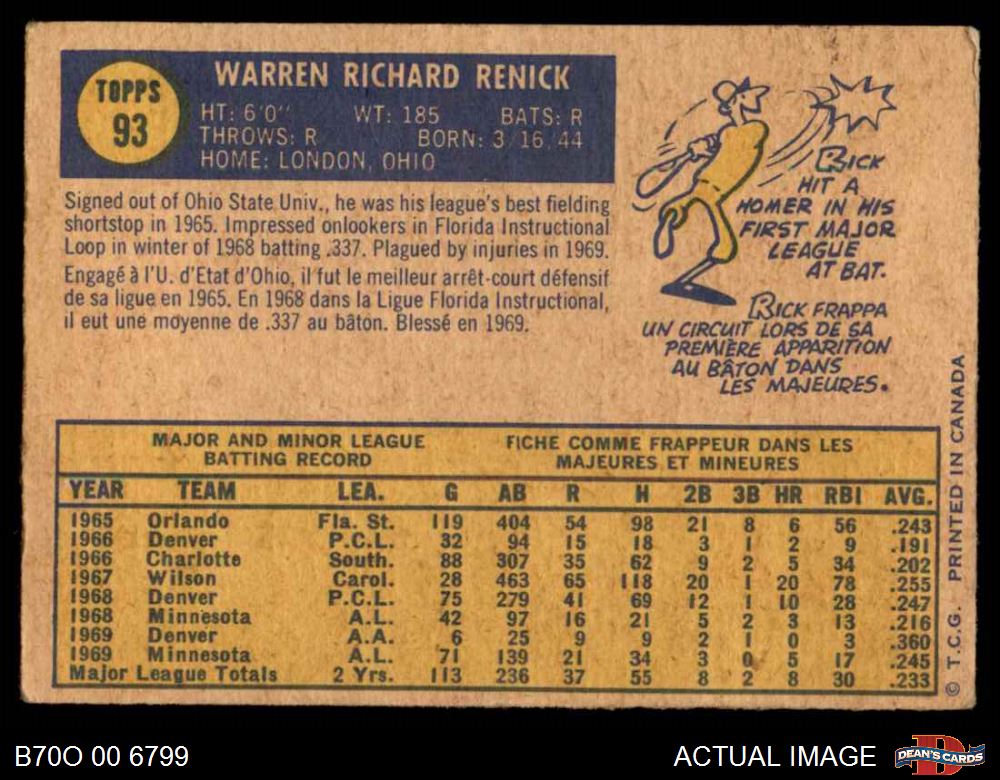 TOPPS
93
WARREN RICHARD RENICK
HT: 6'0" WT: 185 BATS: R
THROWS: R BORN: 3/16/44
HOME: LONDON, OHIO
Signed out of Ohio State Univ., he was his league's best fielding
shortstop in 1965. Impressed onlookers in Florida Instructional
Loop in winter of 1968 batting .337. Plagued by injuries in 1969.
Engagé à l'U. d'Etat d'Ohio, il fut le meilleur arrêt-court défensif
de sa ligue en 1965. En 1968 dans la Ligue Florida Instructional,
il eut une moyenne de .337 au bâton. Blessé en 1969.
RICK
HIT A
HOMER IN HIS
FIRST MAJOR
LEAGUE
AT BAT.
RICK FRAPPA
UN CIRCUIT LORS DE SA
PREMIÈRE APPARITION
AU BÂTON DANS
LES MAJEURES.
MAJOR AND MINOR LEAGUE
BATTING RECORD
FICHE COMME FRAPPEUR DANS LES
MAJEURES ET MINEURES
YEAR TEAM LEA. G AB R H 2B 3B HR RBI AVG.
1965 Orlando Fla. St. 119 404 54 98 21 8 6 56 .243
1966 Denver P.C.L. 32 94 15 18 3 1 2 9 .191
1966 Charlotte South. 88 307 35 62 9 2 5 34 .202
1967 Wilson Carol. 28 463 65 118 20 1 20 78 .255
1968 Denver P.C.L. 75 279 41 69 12 1 10 28 .247
1968 Minnesota A.L. 42 97 16 21 5 2 3 13 .216
1969 Denver A.A. 6 25 9 9 2 1 0 3 .360
1969 Minnesota A.L. 71 139 21 34 3 0 5 17 .245
Major League Totals 2 Yrs. 113 236 37 55 8 2 8 30 .233
© T.C.G. PRINTED IN CANADA
B70O 00 6799
ACTUAL IMAGE
DEAN'S CARDS